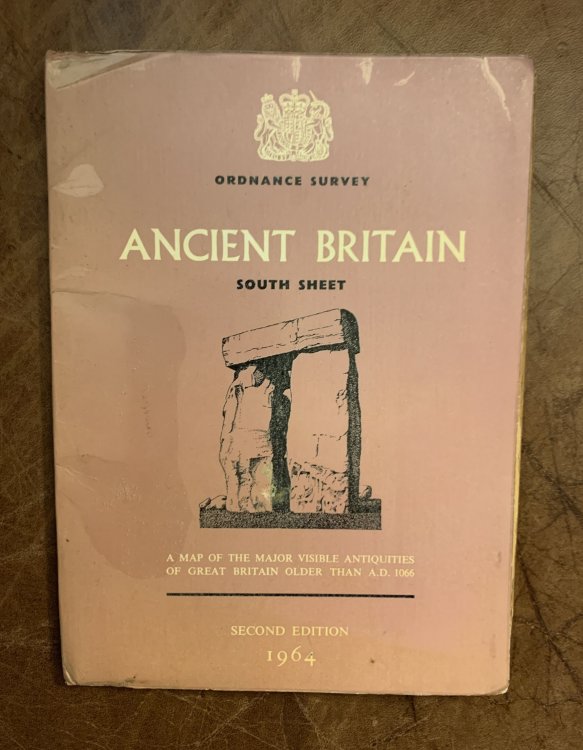 ORDNANCE SURVEY
ANCIENT BRITAIN
SOUTH SHEET
A MAP OF THE MAJOR VISIBLE ANTIQUITIES
OF GREAT BRITAIN OLDER THAN A.D. 1066
SECOND EDITION
1964